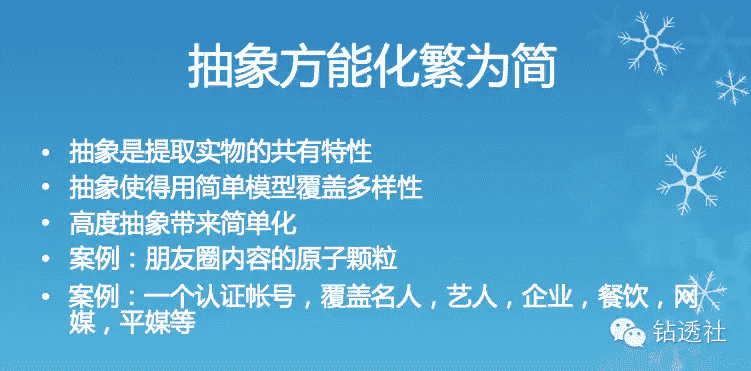 抽象方能化繁为简
• 抽象是提取实物的共有特性
• 抽象使得用简单模型覆盖多样性
• 高度抽象带来简单化
• 案例：朋友圈内容的原子颗粒
• 案例：一个认证帐号，覆盖名人，艺人，企业，餐饮，网
媒，平媒等
钻透社